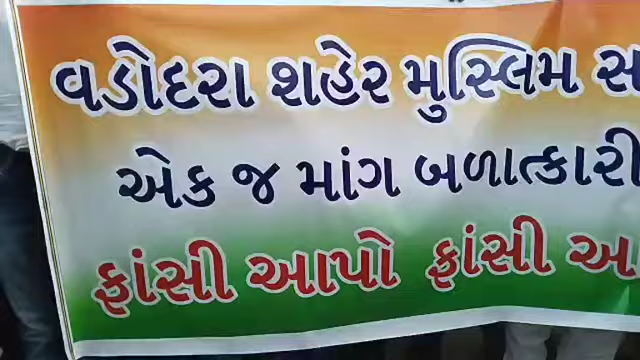 વડોદરા શહેર મુસ્લિમ સ
એક જ માંગ બળાત્કારી
ફાંસી આપો ફાંસી આ